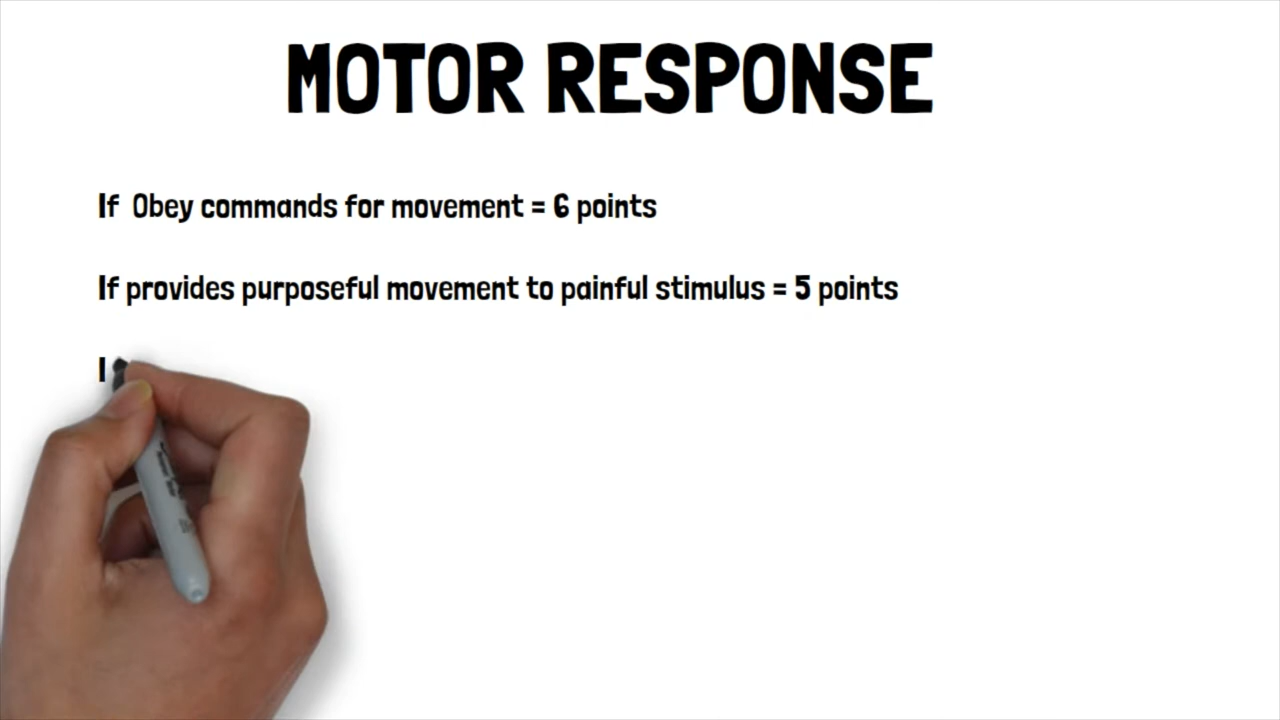 MOTOR RESPONSE
If Obey commands for movement = 6 points
If provides purposeful movement to painful stimulus = 5 points
I